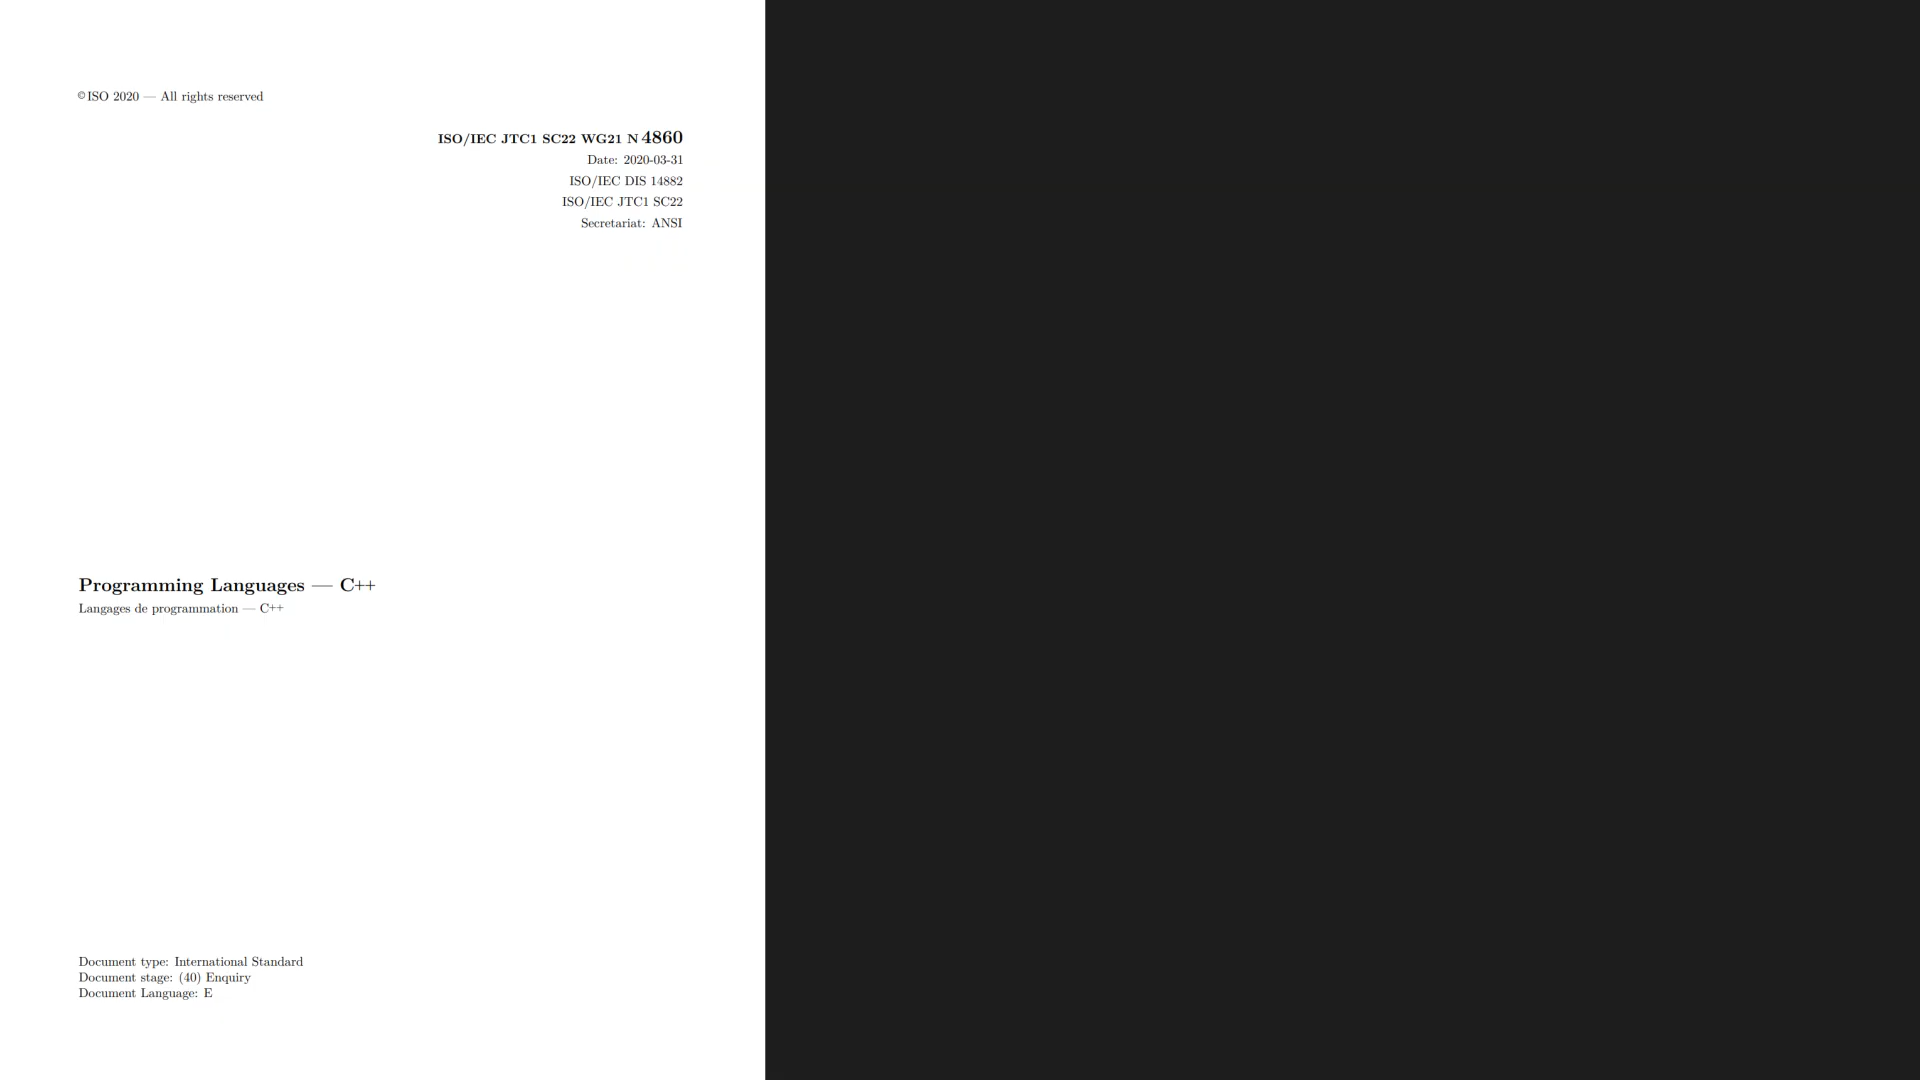 ©ISO 2020 — All rights reserved
ISO/IEC JTC1 SC22 WG21 N 4860
Date: 2020-03-31
ISO/IEC DIS 14882
ISO/IEC JTC1 SC22
Secretariat: ANSI
Programming Languages — C++
Langages de programmation — C++
Document type: International Standard
Document stage: (40) Enquiry
Document Language: E